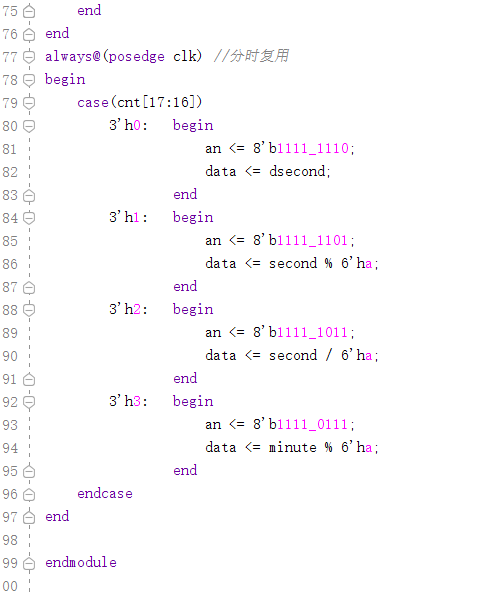 75 end
76 end
77 always@(posedge clk) //分时复用
78 begin
79 case(cnt[17:16])
80 3'h0: begin
81 an <= 8'b1111_1110;
82 data <= dsecond;
83 end
84 3'h1: begin
85 an <= 8'b1111_1101;
86 data <= second % 6'ha;
87 end
88 3'h2: begin
89 an <= 8'b1111_1011;
90 data <= second / 6'ha;
91 end
92 3'h3: begin
93 an <= 8'b1111_0111;
94 data <= minute % 6'ha;
95 end
96 endcase
97 end
98
99 endmodule
00